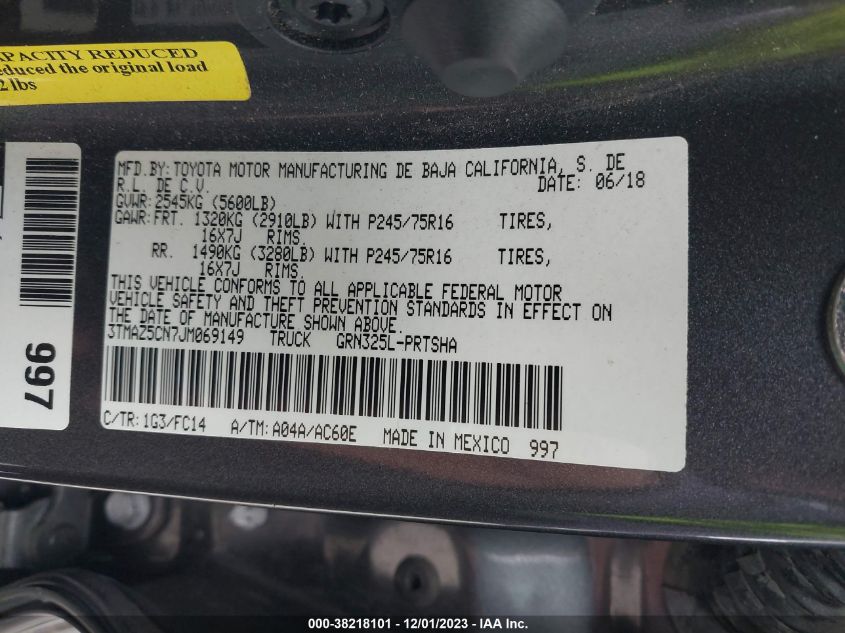 APACITY REDUCED
educed the original load
2 lbs
MFD.BY: TOYOTA MOTOR MANUFACTURING DE BAJA CALIFORNIA, S. DE
R.L. DE C.V. DATE: 06/18
GVWR: 2545KG (5600LB)
GAWR: FRT. 1320KG (2910LB) WITH P245/75R16 TIRES,
16X7J RIMS.
RR. 1490KG (3280LB) WITH P245/75R16 TIRES,
16X7J RIMS.
THIS VEHICLE CONFORMS TO ALL APPLICABLE FEDERAL MOTOR
VEHICLE SAFETY AND THEFT PREVENTION STANDARDS IN EFFECT ON
THE DATE OF MANUFACTURE SHOWN ABOVE.
3TMAZ5CN7JM069149 TRUCK GRN325L-PRTSHA
C/TR: 1G3/FC14 A/TM: A04A/AC60E MADE IN MEXICO 997
997
000-38218101 - 12/01/2023 - IAAI Inc.